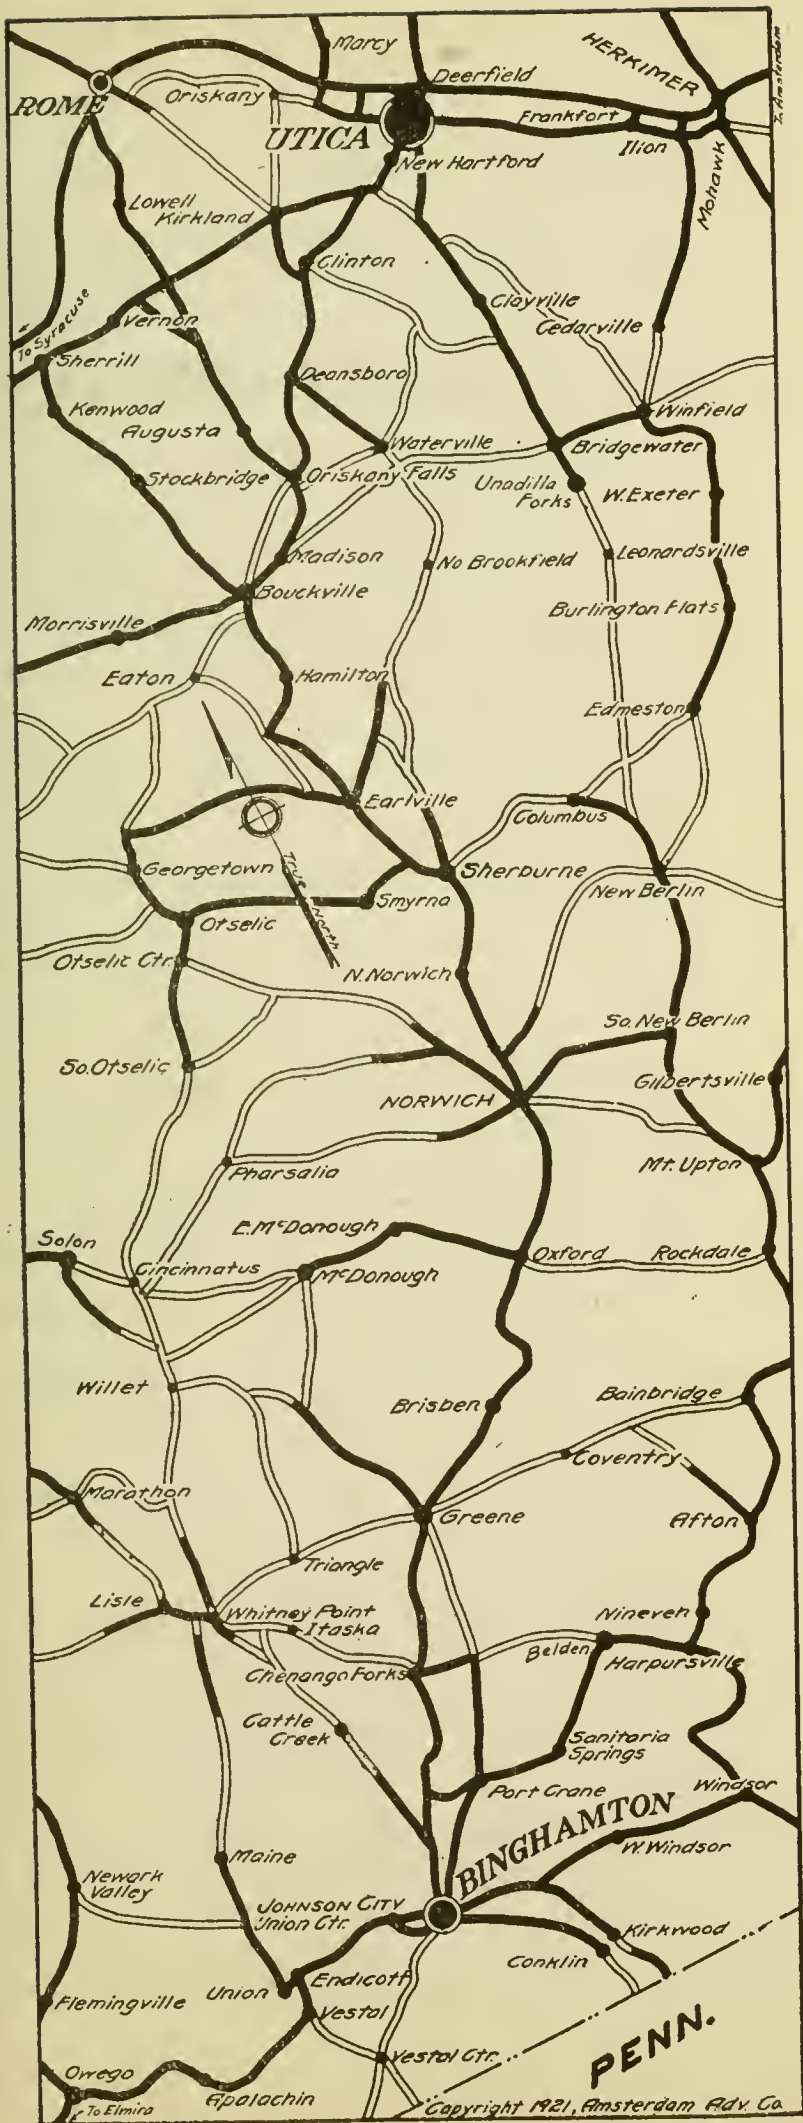 Marcy
HERKIMER
To Amsterdam
Deerfield
Oriskany
ROME
UTICA
Frankfort
Ilion
New Hartford
Mohawk
Lowell
Kirkland
Clinton
Clayville
Cedarville
To Syracuse
Vernon
Sherrill
Deansboro
Kenwood
Winfield
Augusta
Waterville
Bridgewater
Stockbridge
Oriskany Falls
Unadilla
Forks
W. Exeter
Madison
No Brookfield
Leonardsville
Bouckville
Burlington Flats
Morrisville
Eaton
Hamilton
Edmeston
Earlville
Columbus
True North
Georgetown
Sherburne
New Berlin
Smyrna
Otselic
Otselic Ctr.
N. Norwich
So. New Berlin
So. Otselic
Gilbertsville
NORWICH
Pharsalia
Mt. Upton
E. McDonough
Solon
Oxford
Rockdale
Cincinnatus
McDonough
Willet
Brisben
Bainbridge
Coventry
Marathon
Greene
Afton
Triangle
Lisle
Whitney Point
Itaska
Nineveh
Belden
Harpursville
Chenango Forks
Cattle
Creek
Sanitaria
Springs
Port Crane
Windsor
BINGHAMTON
W. Windsor
Maine
Newark
Valley
JOHNSON CITY
Union Ctr.
Kirkwood
Conklin
Endicott
Union
Flemingville
Vestal
PENN.
Vestal Ctr.
Owego
Apalachin
To Elmira
Copyright 1921, Amsterdam Adv. Co.